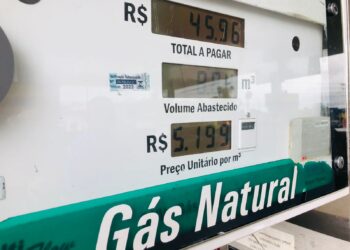 R$ 45.96
TOTAL A PAGAR
m³
Volume Abastecido
R$ 5.199
Preço Unitário por m³
Gás Natural